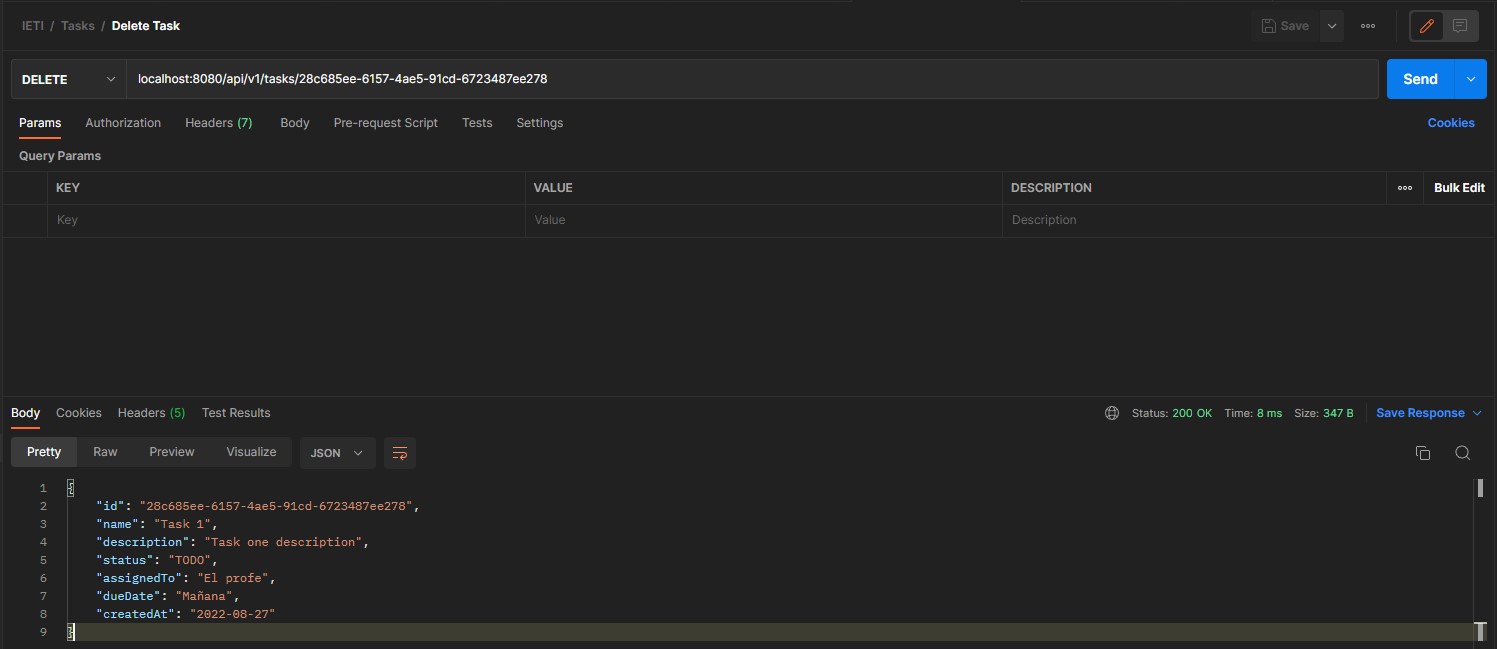 IETI / Tasks / Delete Task
Save
DELETE
localhost:8080/api/v1/tasks/28c685ee-6157-4ae5-91cd-6723487ee278
Send
Params Authorization Headers (7) Body Pre-request Script Tests Settings Cookies
Query Params
KEY VALUE DESCRIPTION ooo Bulk Edit
Key Value Description
Body Cookies Headers (5) Test Results Status: 200 OK Time: 8 ms Size: 347 B Save Response
Pretty Raw Preview Visualize JSON
1 {
2 "id": "28c685ee-6157-4ae5-91cd-6723487ee278",
3 "name": "Task 1",
4 "description": "Task one description",
5 "status": "TODO",
6 "assignedTo": "El profe",
7 "dueDate": "Mañana",
8 "createdAt": "2022-08-27"
9 }